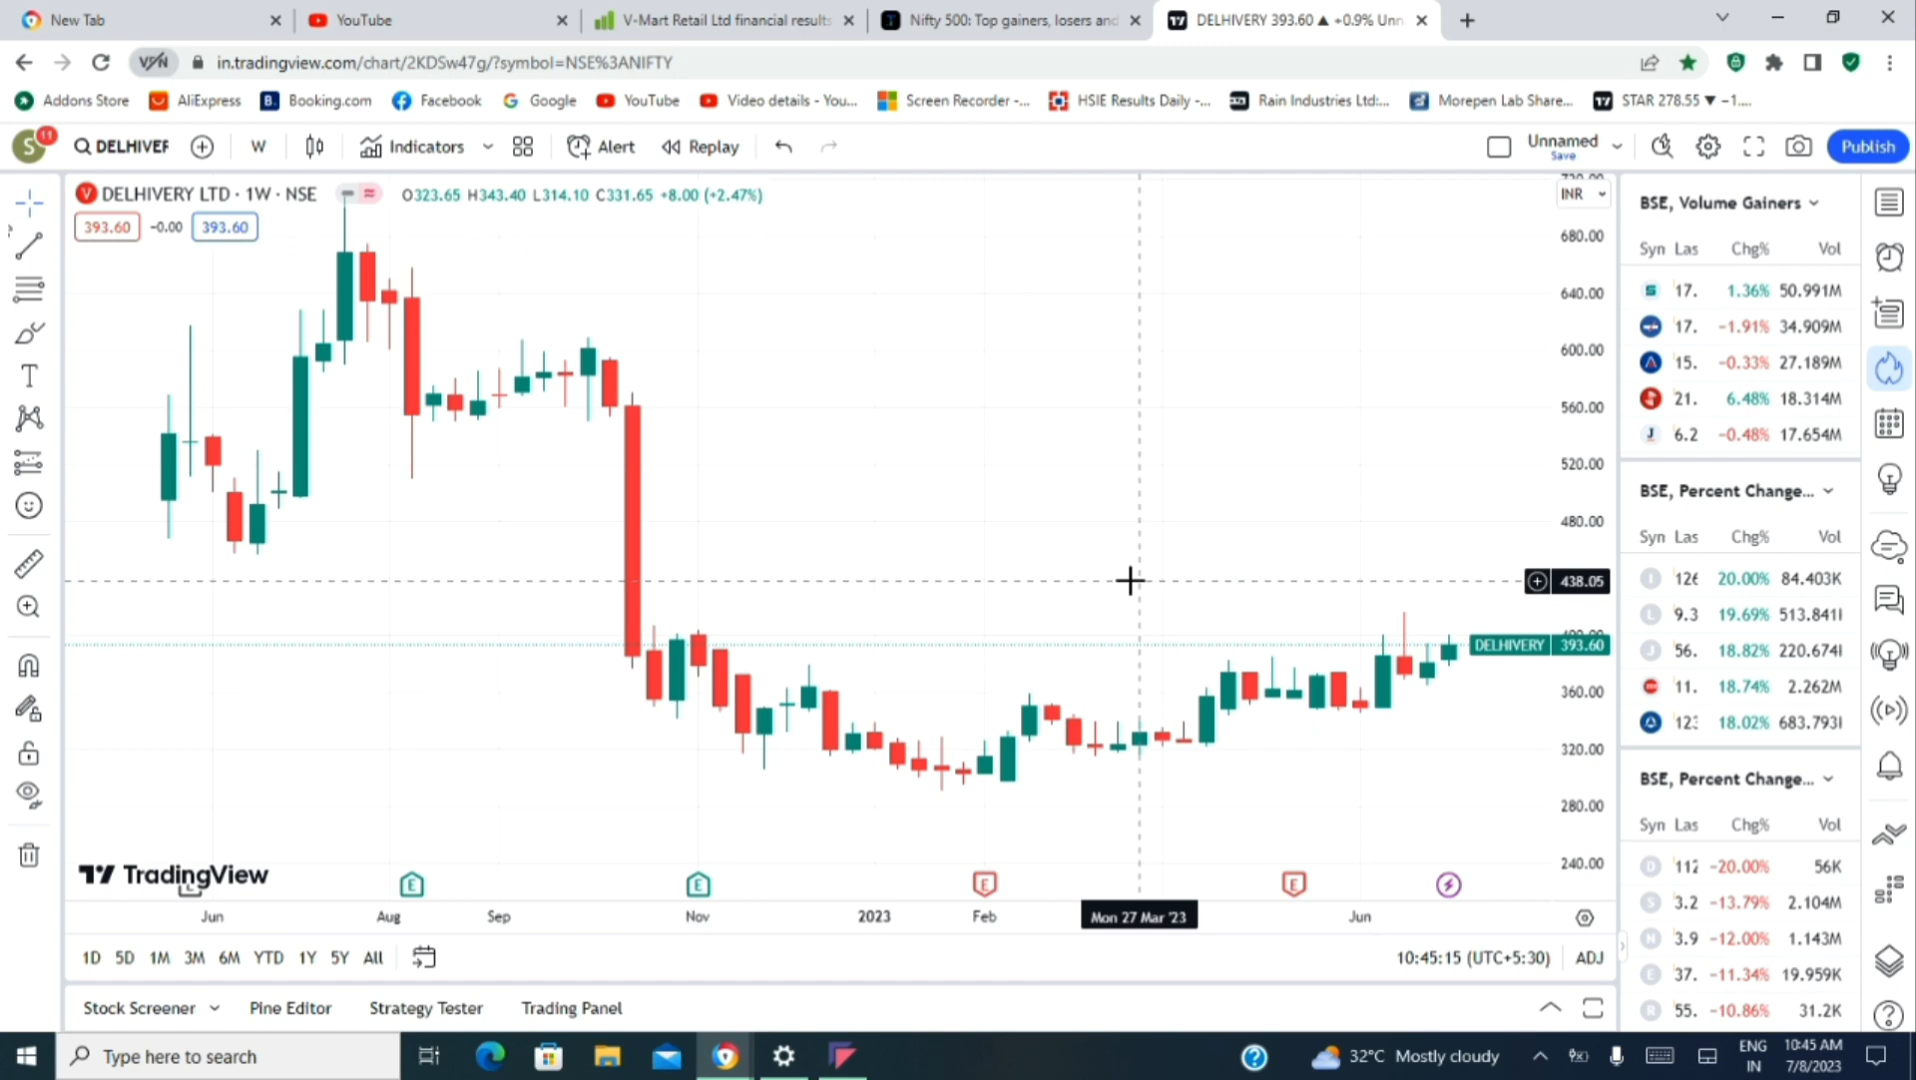 New Tab
YouTube
V-Mart Retail Ltd financial results
Nifty 500: Top gainers, losers and
DELHIVERY 393.60 ▲ +0.9% Unn
VPN
in.tradingview.com/chart/2KDSw47g/?symbol=NSE%3ANIFTY
Addons Store
AliExpress
Booking.com
Facebook
Google
YouTube
Video details - You...
Screen Recorder -...
HSIE Results Daily -...
Rain Industries Ltd:...
Morepen Lab Share...
STAR 278.55 ▼ −1....
S 11
DELHIVER
W
Indicators
Alert
Replay
Unnamed
Save
Publish
DELHIVERY LTD · 1W · NSE
O323.65 H343.40 L314.10 C331.65 +8.00 (+2.47%)
393.60 -0.00 393.60
INR
680.00
640.00
600.00
560.00
520.00
480.00
438.05
DELHIVERY 393.60
360.00
320.00
280.00
240.00
TradingView
E E E E
Jun Aug Sep Nov 2023 Feb Mon 27 Mar '23 Jun
1D 5D 1M 3M 6M YTD 1Y 5Y All
10:45:15 (UTC+5:30) ADJ
Stock Screener
Pine Editor
Strategy Tester
Trading Panel
BSE, Volume Gainers
Syn Las Chg% Vol
17. 1.36% 50.991M
17. −1.91% 34.909M
15. −0.33% 27.189M
21. 6.48% 18.314M
J 6.2 −0.48% 17.654M
BSE, Percent Change...
Syn Las Chg% Vol
I 126 20.00% 84.403K
L 9.3 19.69% 513.841I
J 56. 18.82% 220.674I
11. 18.74% 2.262M
18.02% 683.793I
BSE, Percent Change...
Syn Las Chg% Vol
D 112 −20.00% 56K
S 3.2 −13.79% 2.104M
N 3.9 −12.00% 1.143M
E 37. −11.34% 19.959K
R 55. −10.86% 31.2K
Type here to search
32°C Mostly cloudy
ENG
IN
10:45 AM
7/8/2023